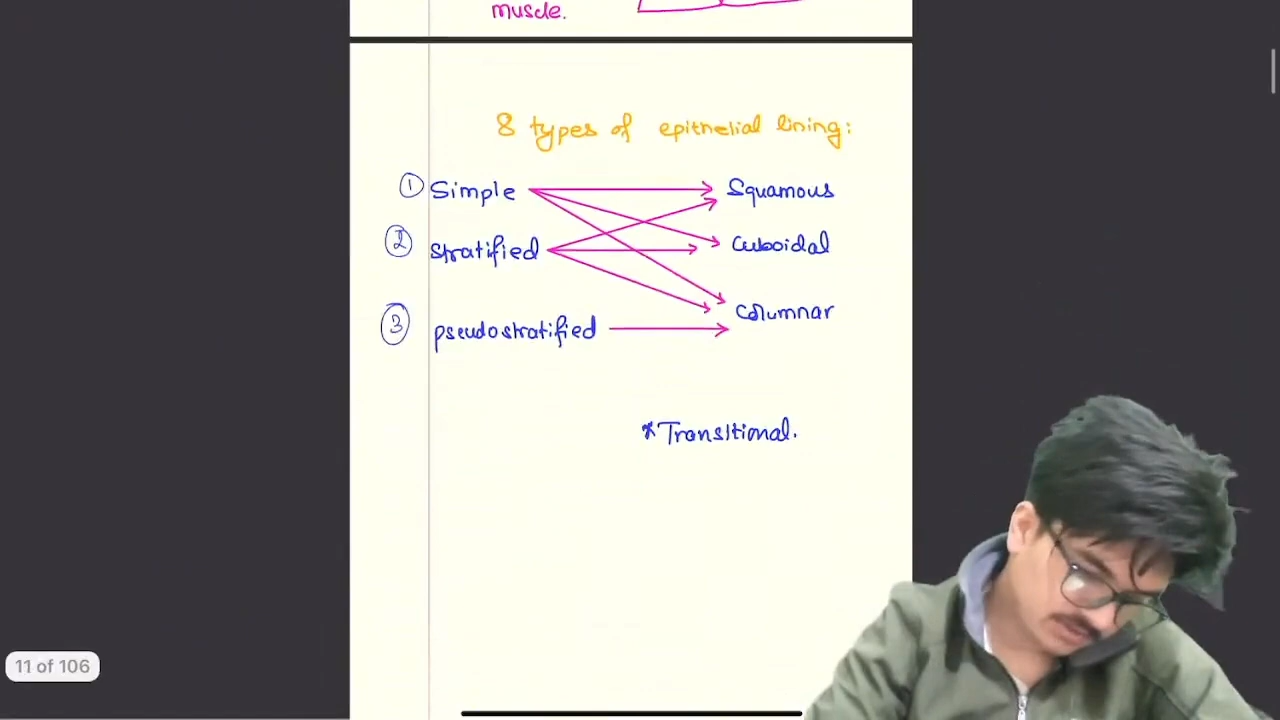 muscle.
8 types of epithelial lining:
① Simple Squamous
② stratified Cuboidal
③ pseudostratified Columnar
*Transitional.
11 of 106